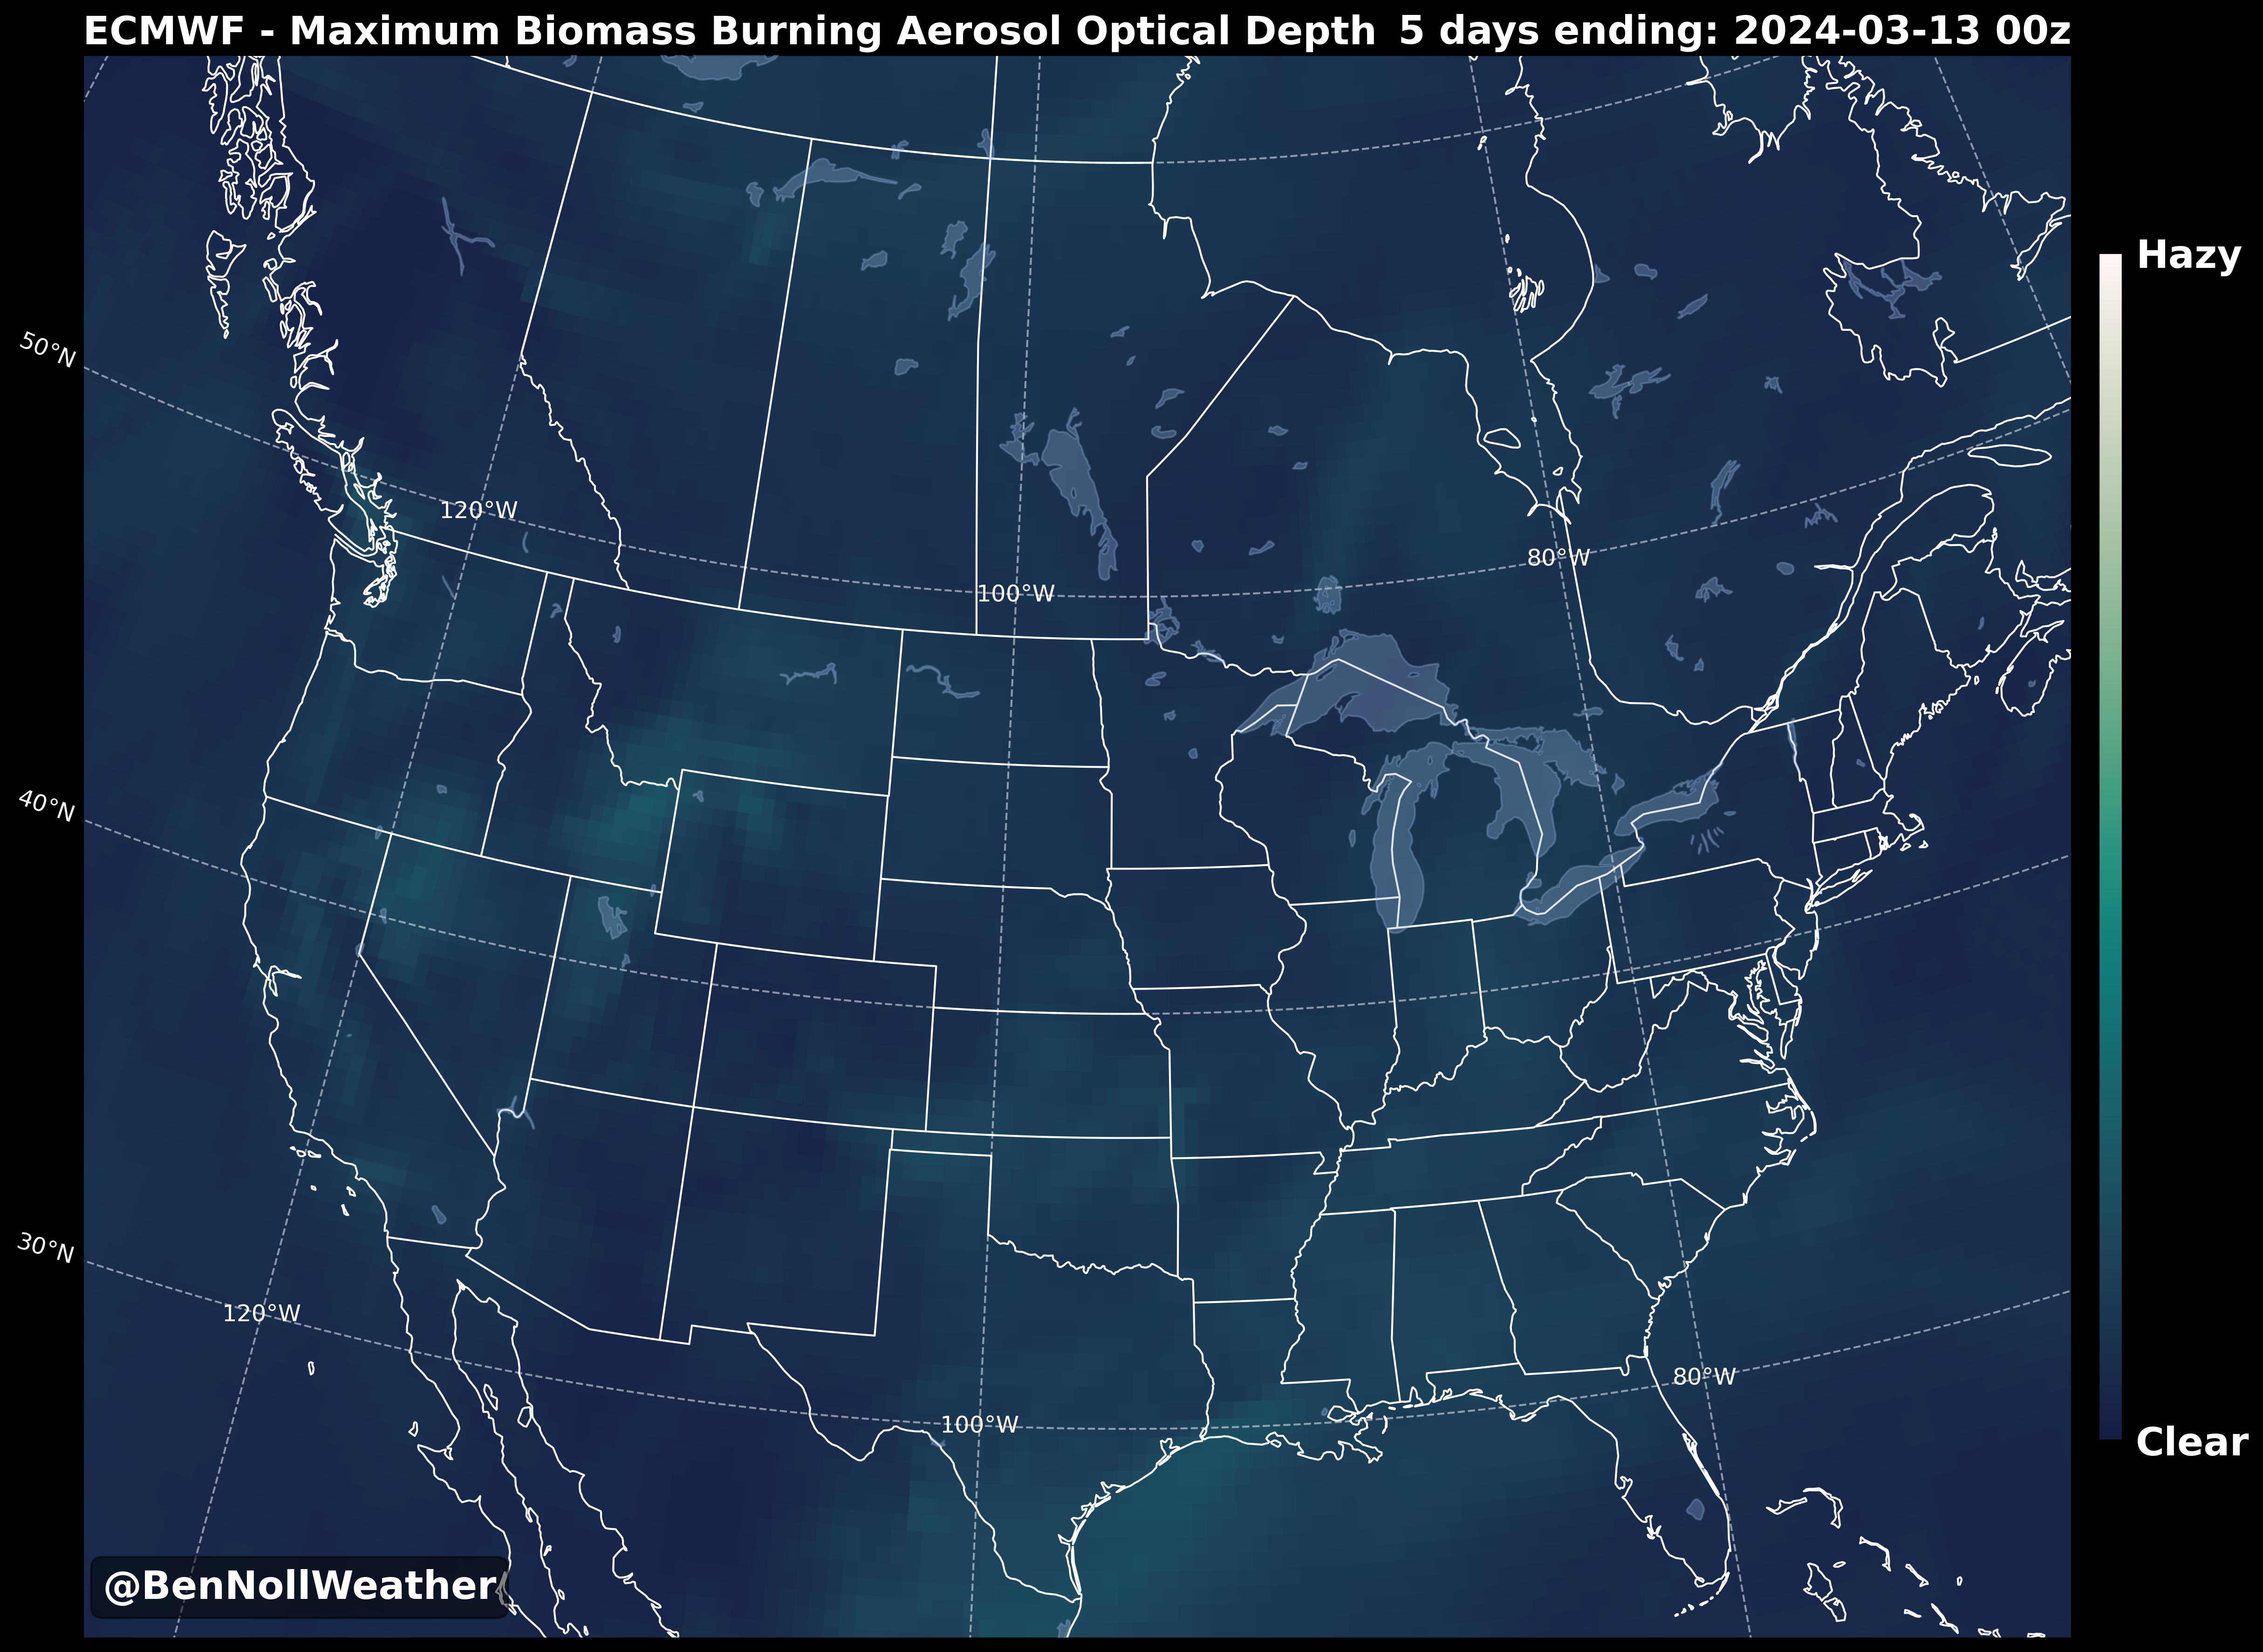 ECMWF - Maximum Biomass Burning Aerosol Optical Depth 5 days ending: 2024-03-13 00z
Hazy
50°N
120°W
80°W
100°W
40°N
30°N
120°W
80°W
100°W
Clear
@BenNollWeather